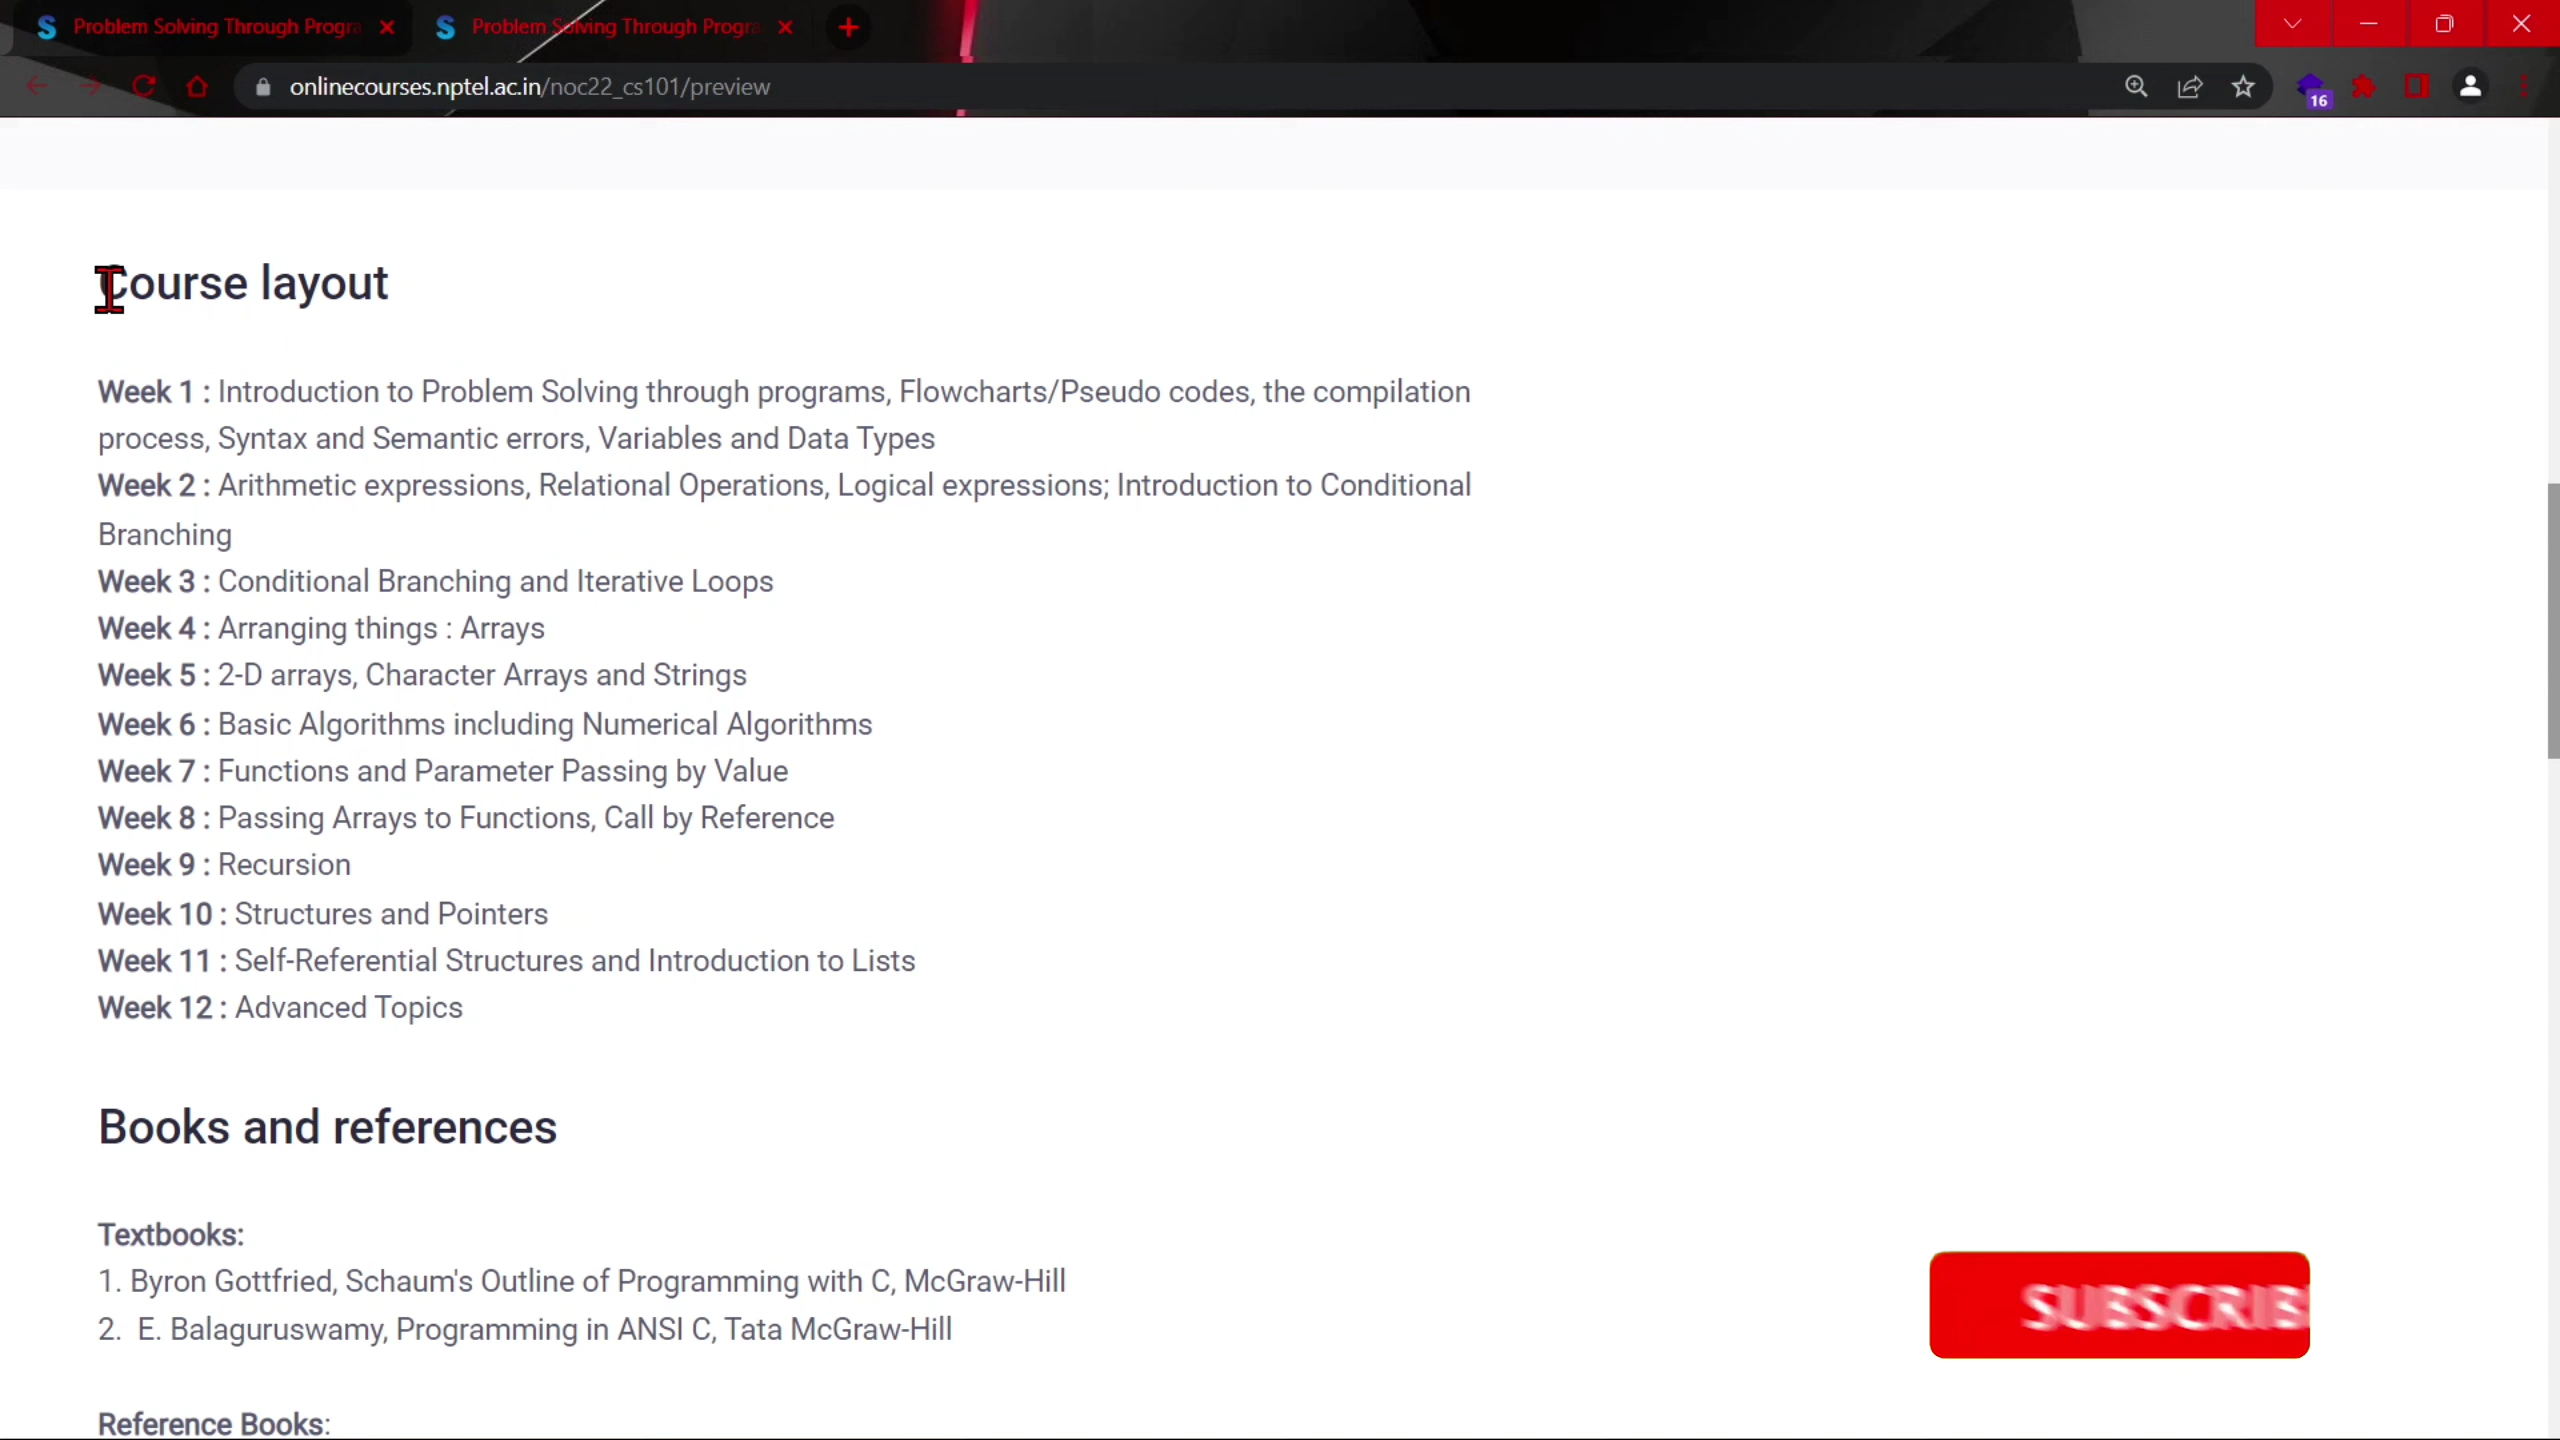 Problem Solving Through Progra
Problem Solving Through Progra
onlinecourses.nptel.ac.in/noc22_cs101/preview
16
Course layout
Week 1 : Introduction to Problem Solving through programs, Flowcharts/Pseudo codes, the compilation
process, Syntax and Semantic errors, Variables and Data Types
Week 2 : Arithmetic expressions, Relational Operations, Logical expressions; Introduction to Conditional
Branching
Week 3 : Conditional Branching and Iterative Loops
Week 4 : Arranging things : Arrays
Week 5 : 2-D arrays, Character Arrays and Strings
Week 6 : Basic Algorithms including Numerical Algorithms
Week 7 : Functions and Parameter Passing by Value
Week 8 : Passing Arrays to Functions, Call by Reference
Week 9 : Recursion
Week 10 : Structures and Pointers
Week 11 : Self-Referential Structures and Introduction to Lists
Week 12 : Advanced Topics
Books and references
Textbooks:
1. Byron Gottfried, Schaum's Outline of Programming with C, McGraw-Hill
2. E. Balaguruswamy, Programming in ANSI C, Tata McGraw-Hill
SUBSCRIB
Reference Books: